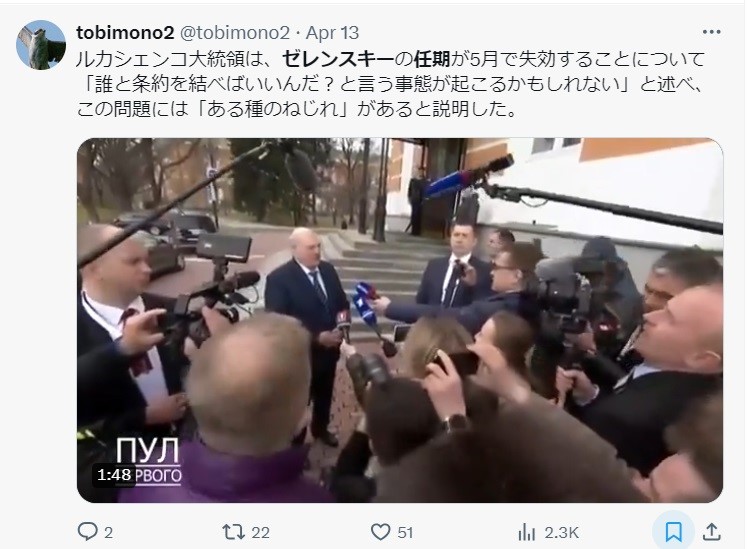 tobimono2 @tobimono2 · Apr 13
ルカシェンコ大統領は、ゼレンスキーの任期が5月で失効することについて
「誰と条約を結べばいいんだ？と言う事態が起こるかもしれない」と述べ、
この問題には「ある種のねじれ」があると説明した。
ПУЛ
1:48 РВОГО
2 22 51 2.3K